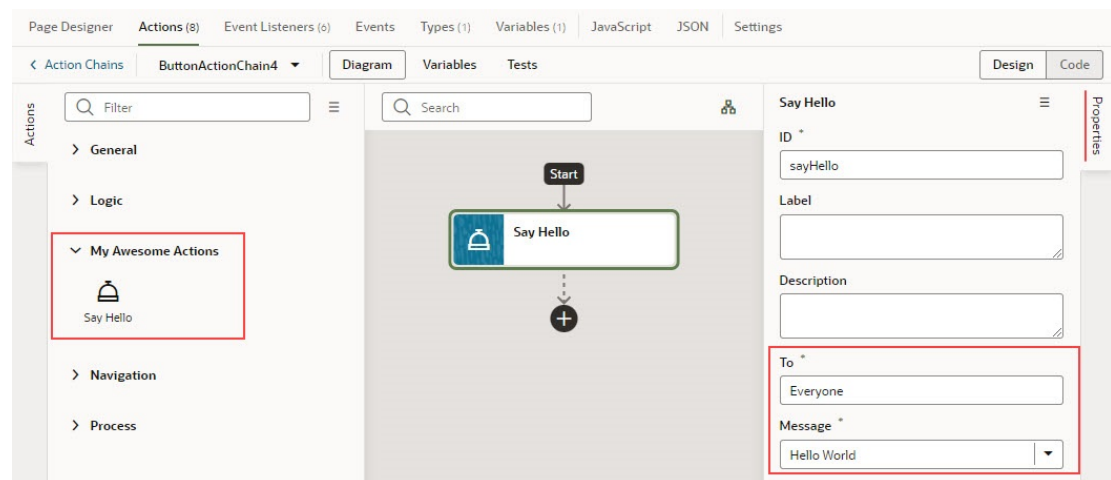 Page Designer Actions (8) Event Listeners (6) Events Types (1) Variables (1) JavaScript JSON Settings
Action Chains ButtonActionChain4 Diagram Variables Tests Design Code
Actions
Filter
General
Logic
My Awesome Actions
Say Hello
Navigation
Process
Search
Start
Say Hello
Say Hello
ID *
sayHello
Label
Description
To *
Everyone
Message *
Hello World
Properties